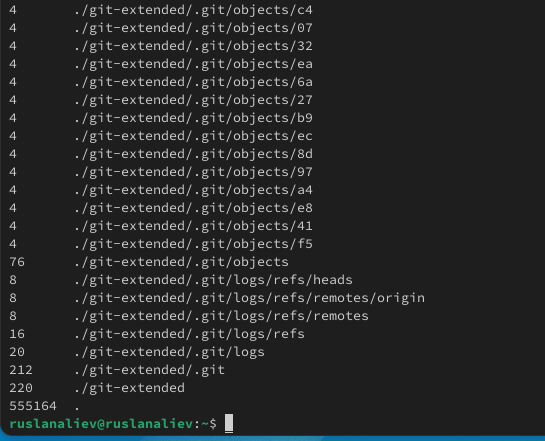 4 ./git-extended/.git/objects/c4
4 ./git-extended/.git/objects/07
4 ./git-extended/.git/objects/32
4 ./git-extended/.git/objects/ea
4 ./git-extended/.git/objects/6a
4 ./git-extended/.git/objects/27
4 ./git-extended/.git/objects/b9
4 ./git-extended/.git/objects/ec
4 ./git-extended/.git/objects/8d
4 ./git-extended/.git/objects/97
4 ./git-extended/.git/objects/a4
4 ./git-extended/.git/objects/e8
4 ./git-extended/.git/objects/41
4 ./git-extended/.git/objects/f5
76 ./git-extended/.git/objects
8 ./git-extended/.git/logs/refs/heads
8 ./git-extended/.git/logs/refs/remotes/origin
8 ./git-extended/.git/logs/refs/remotes
16 ./git-extended/.git/logs/refs
20 ./git-extended/.git/logs
212 ./git-extended/.git
220 ./git-extended
555164 .
ruslanaliev@ruslanaliev:~$